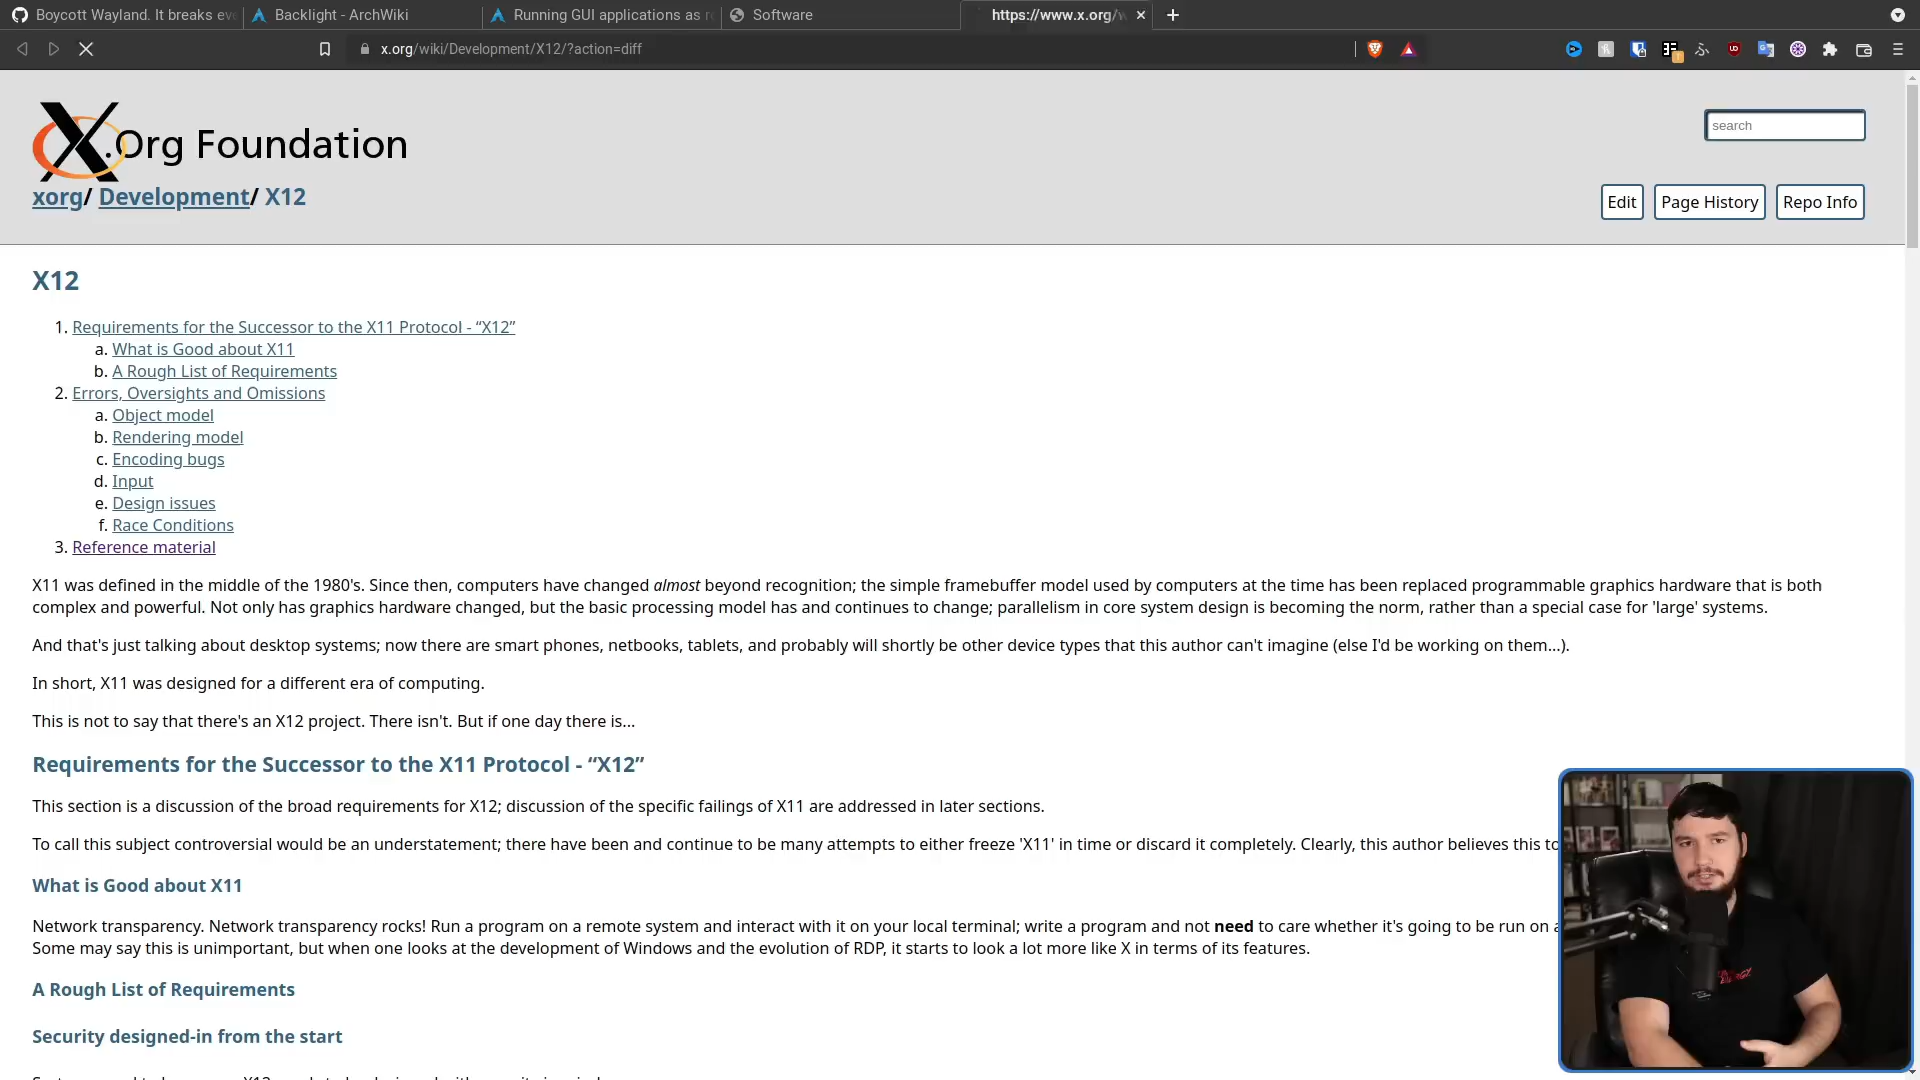 Boycott Wayland. It breaks
Backlight - ArchWiki
Running GUI applications as
Software
https://www.x.org/
x.org/wiki/Development/X12/?action=diff
X.Org Foundation
search
xorg/ Development/ X12
Edit
Page History
Repo Info
X12
1. Requirements for the Successor to the X11 Protocol - “X12”
a. What is Good about X11
b. A Rough List of Requirements
2. Errors, Oversights and Omissions
a. Object model
b. Rendering model
c. Encoding bugs
d. Input
e. Design issues
f. Race Conditions
3. Reference material
X11 was defined in the middle of the 1980's. Since then, computers have changed almost beyond recognition; the simple framebuffer model used by computers at the time has been replaced programmable graphics hardware that is both
complex and powerful. Not only has graphics hardware changed, but the basic processing model has and continues to change; parallelism in core system design is becoming the norm, rather than a special case for 'large' systems.
And that's just talking about desktop systems; now there are smart phones, netbooks, tablets, and probably will shortly be other device types that this author can't imagine (else I'd be working on them...).
In short, X11 was designed for a different era of computing.
This is not to say that there's an X12 project. There isn't. But if one day there is...
Requirements for the Successor to the X11 Protocol - “X12”
This section is a discussion of the broad requirements for X12; discussion of the specific failings of X11 are addressed in later sections.
To call this subject controversial would be an understatement; there have been and continue to be many attempts to either freeze 'X11' in time or discard it completely. Clearly, this author believes this to
What is Good about X11
Network transparency. Network transparency rocks! Run a program on a remote system and interact with it on your local terminal; write a program and not need to care whether it's going to be run on
Some may say this is unimportant, but when one looks at the development of Windows and the evolution of RDP, it starts to look a lot more like X in terms of its features.
A Rough List of Requirements
Security designed-in from the start